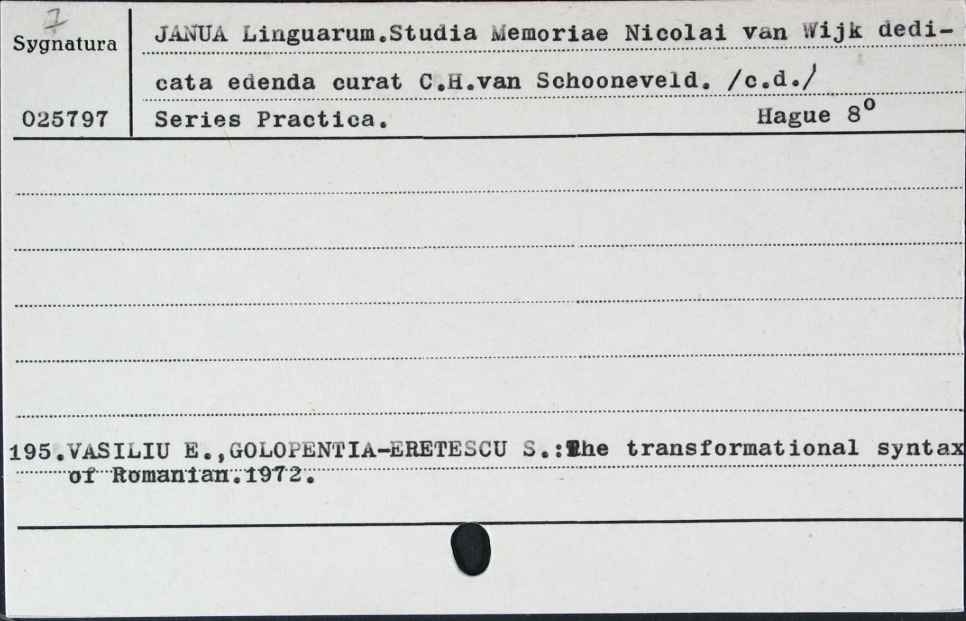 7
Sygnatura
025797
JANUA Linguarum.Studia Memoriae Nicolai van Wijk dedi-
cata edenda curat C.H.van Schooneveld. /c.d./
Series Practica. Hague 8º
195.VASILIU E.,GOLOPENTIA-ERETESCU S.:The transformational syntax
of Romanian.1972.